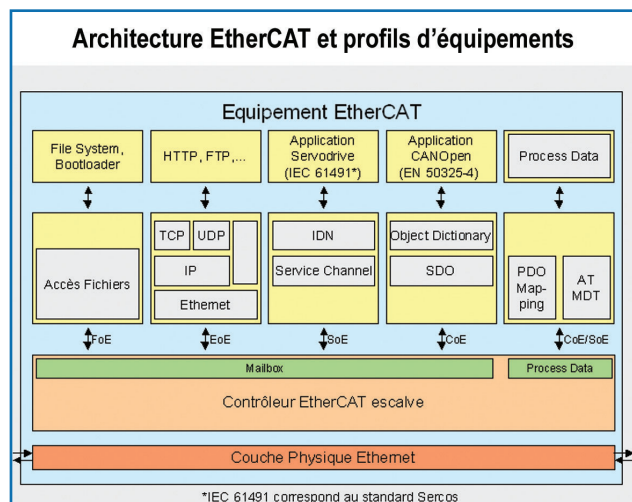 Architecture EtherCAT et profils d'équipements
Equipement EtherCAT
File System,
Bootloader
HTTP, FTP,...
Application
Servodrive
(IEC 61491*)
Application
CANOpen
(EN 50325-4)
Process Data
Accès Fichiers
TCP
UDP
IP
Ethernet
IDN
Service Channel
Object Dictionary
SDO
PDO
Map-
ping
AT
MDT
FoE
EoE
SoE
CoE
CoE/SoE
Mailbox
Process Data
Contrôleur EtherCAT escalve
Couche Physique Ethernet
*IEC 61491 correspond au standard Sercos